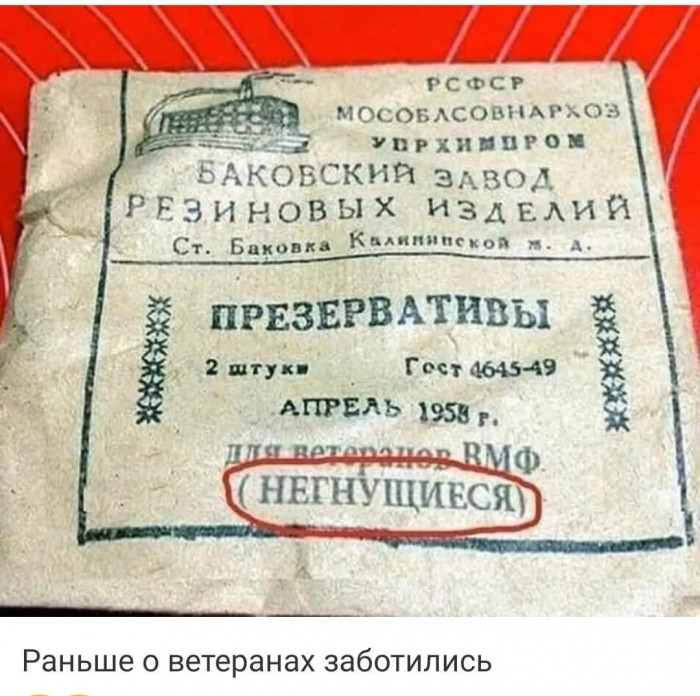 РСФСР
МОСОБЛСОВНАРХОЗ
УПРХИМПРОМ
БАКОВСКИЙ ЗАВОД
РЕЗИНОВЫХ ИЗДЕЛИЙ
Ст. Баковка Калининской ж. д.
ПРЕЗЕРВАТИВЫ
2 штуки Гост 4645-49
АПРЕЛЬ 1958 г.
для ветеранов ВМФ
(НЕГНУЩИЕСЯ)
Раньше о ветеранах заботились